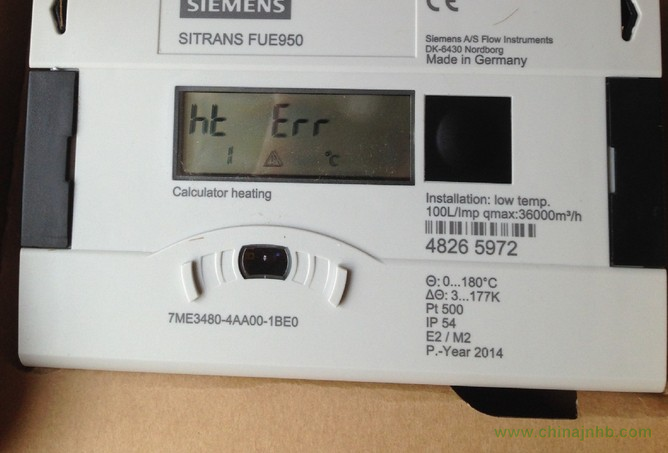 SIEMENS
SITRANS FUE950
CE
Siemens A/S Flow Instruments
DK-6430 Nordborg
Made in Germany
ht Err
1 °C
Calculator heating
Installation: low temp.
100L/Imp qmax:36000m³/h
4826 5972
7ME3480-4AA00-1BE0
Θ: 0...180°C
ΔΘ: 3...177K
Pt 500
IP 54
E2 / M2
P.-Year 2014
www.chinajnhb.com